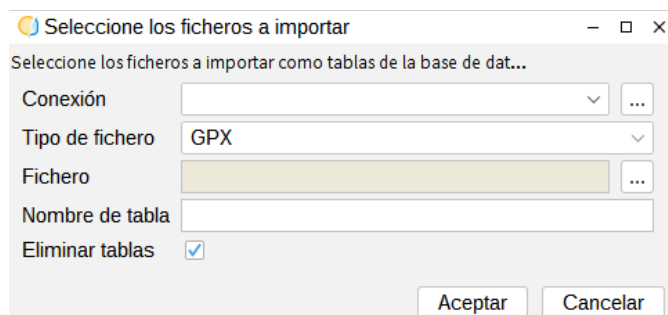 Seleccione los ficheros a importar
Seleccione los ficheros a importar como tablas de la base de dat...
Conexión
...
Tipo de fichero GPX
Fichero
...
Nombre de tabla
Eliminar tablas
Aceptar Cancelar